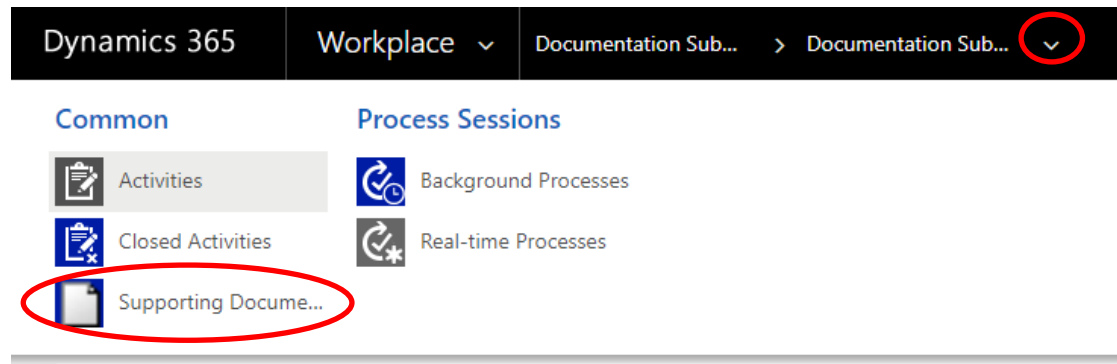 Dynamics 365 Workplace Documentation Sub... > Documentation Sub...
Common Process Sessions
Activities Background Processes
Closed Activities Real-time Processes
Supporting Docume...